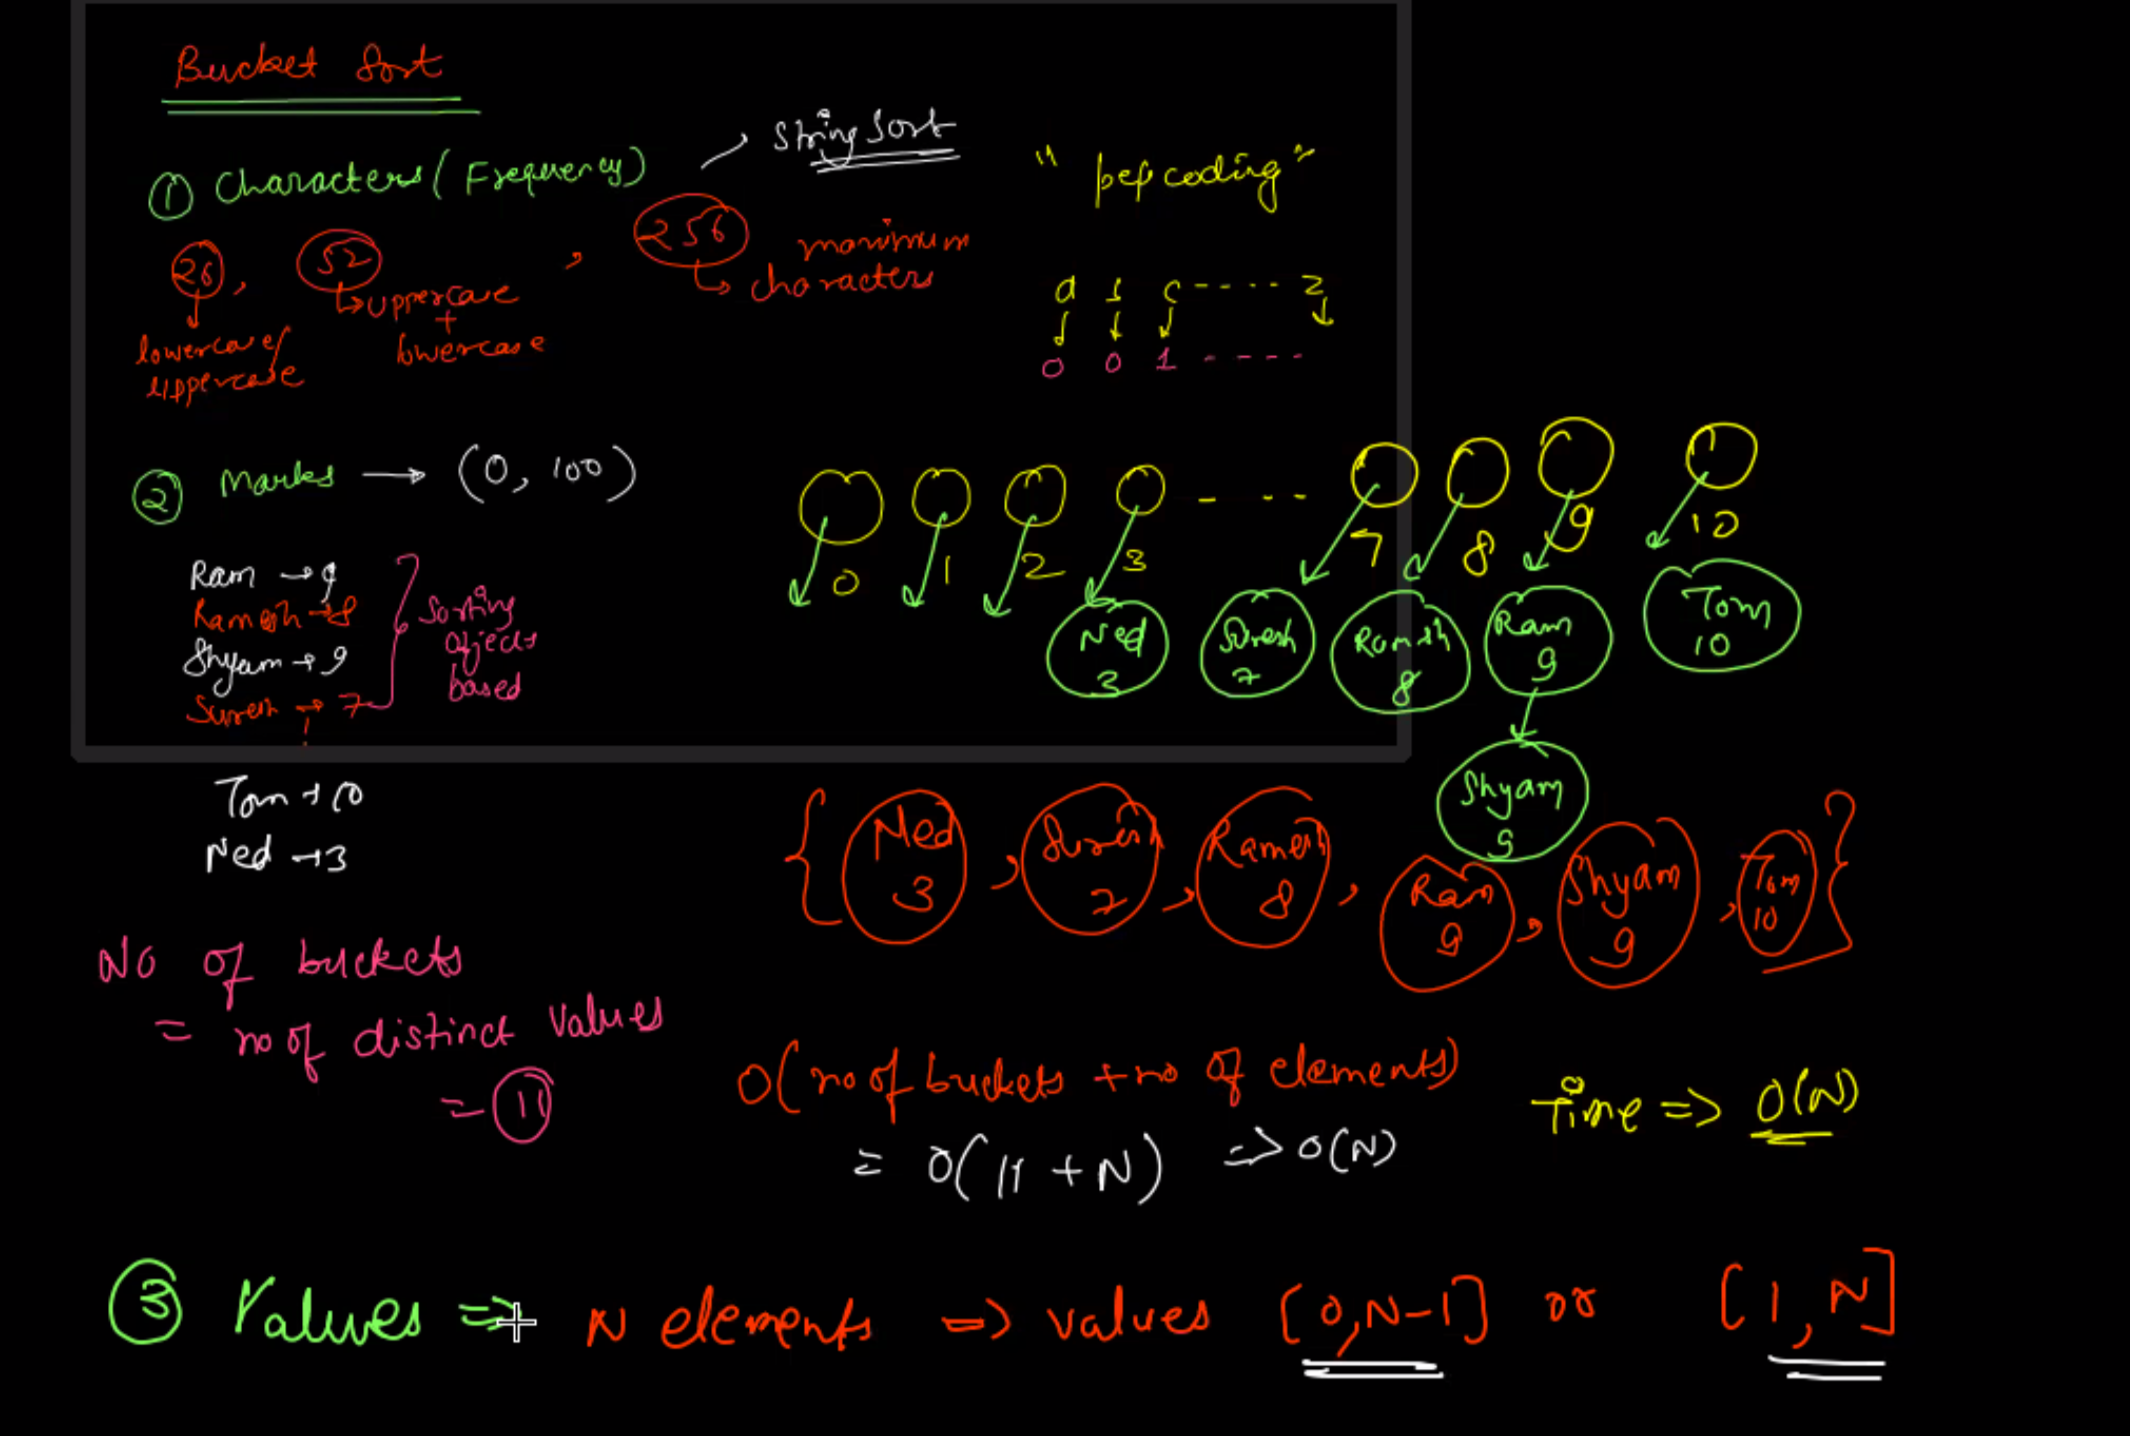 Bucket Sort
① Characters (Frequency) → String Sort
"pepcoding"
26, 52, 256
lowercase/
uppercase
uppercase
+
lowercase
maximum
characters
a b c ---- z
0 0 1 ----
② Marks → (0, 100)
Ram → 9
Ramesh → 8
Shyam → 9
Suresh → 7
Sorting
objects
based
Tom → 10
Ned → 3
0 1 2 3 - - - 7 8 9 10
Ned 3
Suresh 7
Ramesh 8
Ram 9
Tom 10
Shyam 9
{ Ned 3, Suresh 7, Ramesh 8, Ram 9, Shyam 9, Tom 10 }
No of buckets
= no of distinct values
= 11
O(no of buckets + no of elements)
= O(11 + N) => O(N)
Time => O(N)
③ Values => N elements => values [0, N-1] or [1, N]